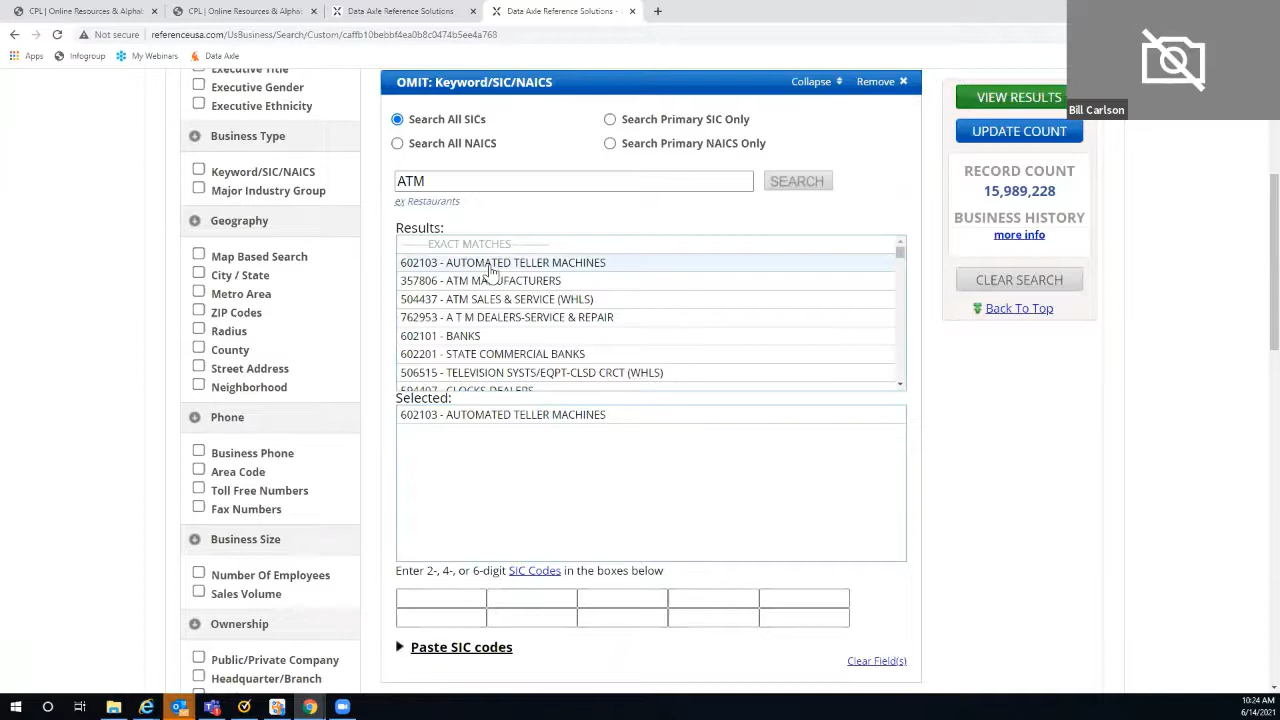 CPL | Online Resources & Alphab
CPL | Online Resources & Alphab
Data Axle Reference Solutions
Data Axle Reference Solutions -
Not secure | referenceusa.com/UsBusiness/Search/Custom/caffb10bebbf4ea0b8c0474b5ee4a768
Apps
Infogroup
My Webinars
Data Axle
Executive Title
Executive Gender
Executive Ethnicity
Business Type
Keyword/SIC/NAICS
Major Industry Group
Geography
Map Based Search
City / State
Metro Area
ZIP Codes
Radius
County
Street Address
Neighborhood
Phone
Business Phone
Area Code
Toll Free Numbers
Fax Numbers
Business Size
Number Of Employees
Sales Volume
Ownership
Public/Private Company
Headquarter/Branch
OMIT: Keyword/SIC/NAICS
Collapse
Remove
Search All SICs
Search Primary SIC Only
Search All NAICS
Search Primary NAICS Only
ATM
SEARCH
ex Restaurants
Results:
EXACT MATCHES
602103 - AUTOMATED TELLER MACHINES
357806 - ATM MANUFACTURERS
504437 - ATM SALES & SERVICE (WHLS)
762953 - A T M DEALERS-SERVICE & REPAIR
602101 - BANKS
602201 - STATE COMMERCIAL BANKS
506515 - TELEVISION SYSTS/EQPT-CLSD CRCT (WHLS)
594407 - CLOCKS-DEALERS
Selected:
602103 - AUTOMATED TELLER MACHINES
Enter 2-, 4-, or 6-digit SIC Codes in the boxes below
Paste SIC codes
Clear Field(s)
VIEW RESULTS
UPDATE COUNT
RECORD COUNT
15,989,228
BUSINESS HISTORY
more info
CLEAR SEARCH
Back To Top
Bill Carlson
10:24 AM
6/14/2021